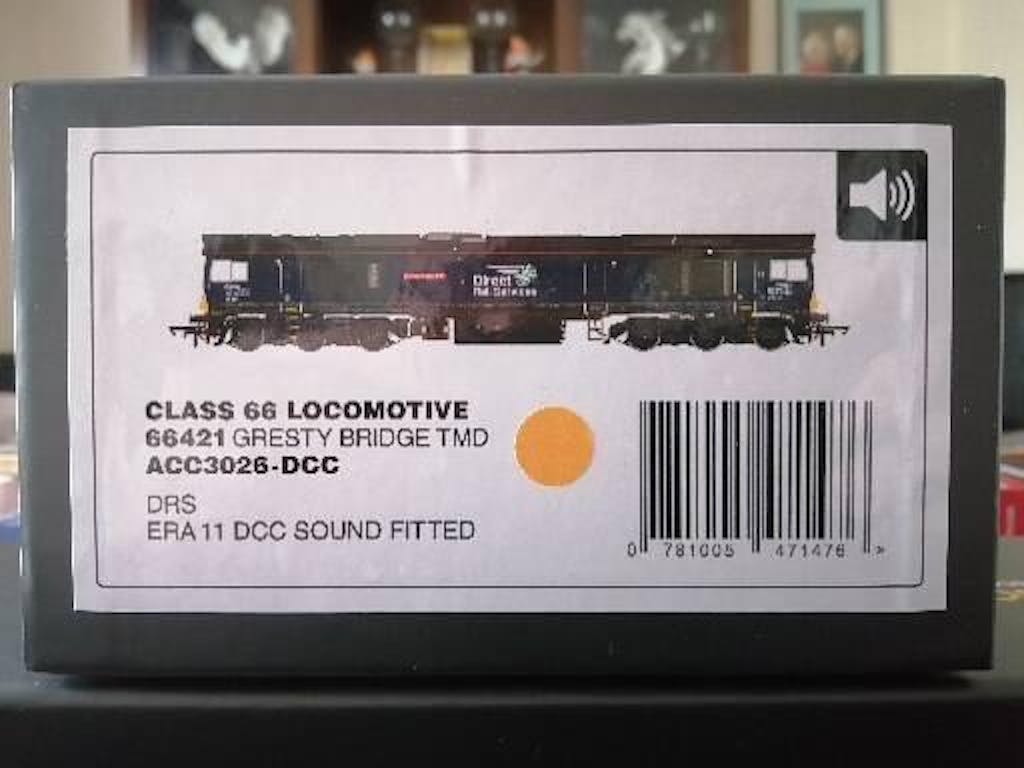 Direct
Rail Services
CLASS 66 LOCOMOTIVE
66421 GRESTY BRIDGE TMD
ACC3026-DCC
DRS
ERA 11 DCC SOUND FITTED
0 781005 471476 >